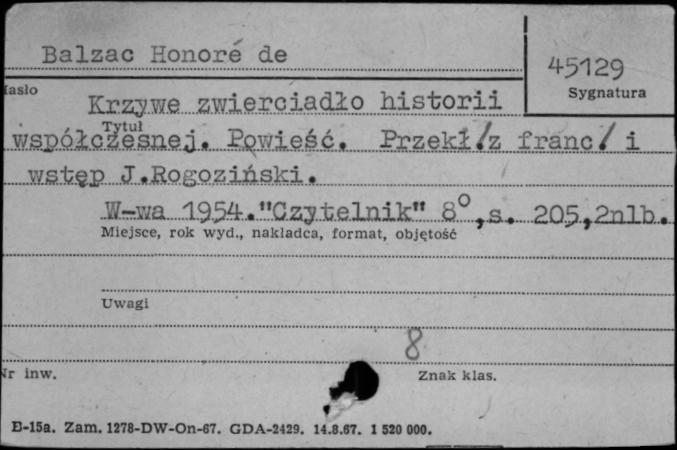 Balzac Honoré de
45129
Hasło
Sygnatura
Krzywe zwierciadło historii
Tytuł
współczesnej. Powieść. Przekł/z franc/ i
wstęp J.Rogoziński.
W-wa 1954."Czytelnik" 8°,s. 205,2nlb.
Miejsce, rok wyd., nakładca, format, objętość
Uwagi
8
Nr inw.
Znak klas.
E-15a. Zam. 1278-DW-On-67. GDA-2429. 14.8.67. 1 520 000.